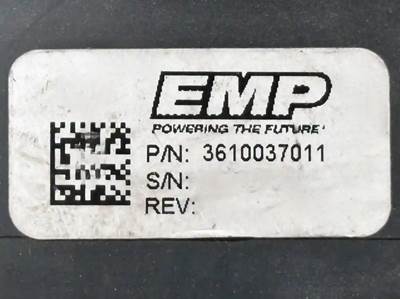 EMP
POWERING THE FUTURE
P/N: 3610037011
S/N:
REV: